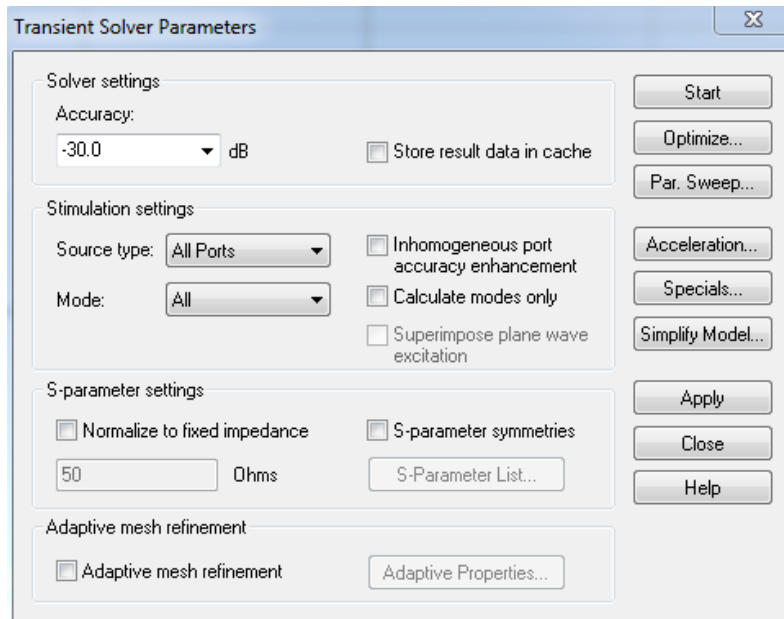 Transient Solver Parameters
Solver settings
Accuracy:
-30.0 dB
Store result data in cache
Stimulation settings
Source type: All Ports
Inhomogeneous port
accuracy enhancement
Mode: All
Calculate modes only
Superimpose plane wave
excitation
S-parameter settings
Normalize to fixed impedance
S-parameter symmetries
50 Ohms
S-Parameter List...
Adaptive mesh refinement
Adaptive mesh refinement
Adaptive Properties...
Start
Optimize...
Par. Sweep...
Acceleration...
Specials...
Simplify Model...
Apply
Close
Help